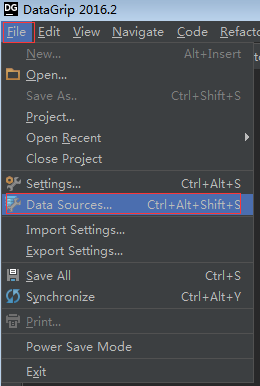 DG DataGrip 2016.2
File Edit View Navigate Code Refacto
New... Alt+Insert
Open...
Save As.. Ctrl+Shift+S
Project...
Open Recent
Close Project
Settings... Ctrl+Alt+S
Data Sources... Ctrl+Alt+Shift+S
Import Settings...
Export Settings...
Save All Ctrl+S
Synchronize Ctrl+Alt+Y
Print...
Power Save Mode
Exit